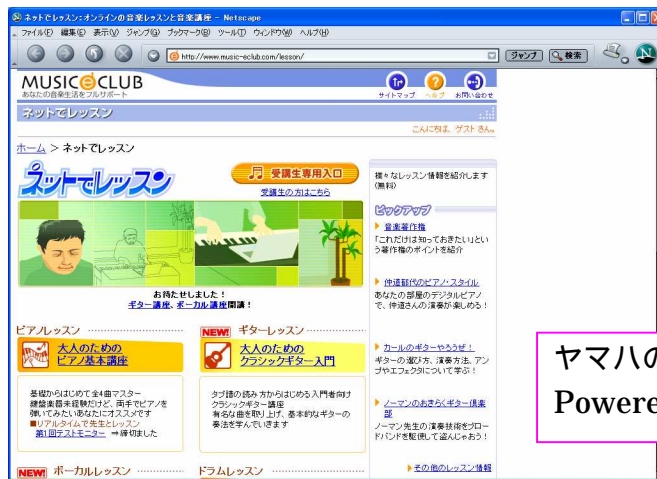 ネットでレッスン:オンラインの音楽レッスンと音楽講座 - Netscape
ファイル(F) 編集(E) 表示(V) ジャンプ(G) ブックマーク(B) ツール(T) ウィンドウ(W) ヘルプ(H)
http://www.music-eclub.com/lesson/ ジャンプ 検索 N
MUSIC e CLUB
あなたの音楽生活をフルサポート
サイトマップ ヘルプ お問い合わせ
ネットでレッスン
こんにちは、ゲスト さん。
ホーム > ネットでレッスン
ネットでレッスン
受講生専用入口
受講生の方はこちら
お待たせしました!
ギター講座、ボーカル講座開講!
ピアノレッスン
大人のための
ピアノ基本講座
基礎からはじめて全4曲マスター
鍵盤楽器未経験だけど、両手でピアノを
弾いてみたいあなたにオススメです
■リアルタイムで先生とレッスン
第1回テストモニター ⇒締切ました
NEW! ギターレッスン
大人のための
クラシックギター入門
タブ譜の読み方からはじめる入門者向け
クラシックギター講座
有名な曲を取り上げ、基本的なギターの
奏法を学んでいきます
NEW! ボーカルレッスン
ドラムレッスン
様々なレッスン情報を紹介します
(無料)
ピックアップ
音楽著作権
「これだけは知っておきたい」とい
う著作権のポイントを紹介
仲道郁代のピアノ・スタイル
あなたの部屋のデジタルピアノ
で、仲道さんの演奏が楽しめる!
カールのギターやろうぜ!
ギターの選び方、演奏方法、アン
プやエフェクタについて学ぶ!
ノーマンのおきらくギター倶楽
部
ノーマン先生の演奏技術をブロー
ドバンドを駆使して盗んじゃおう!
その他のレッスン情報
ヤマハの
Powere